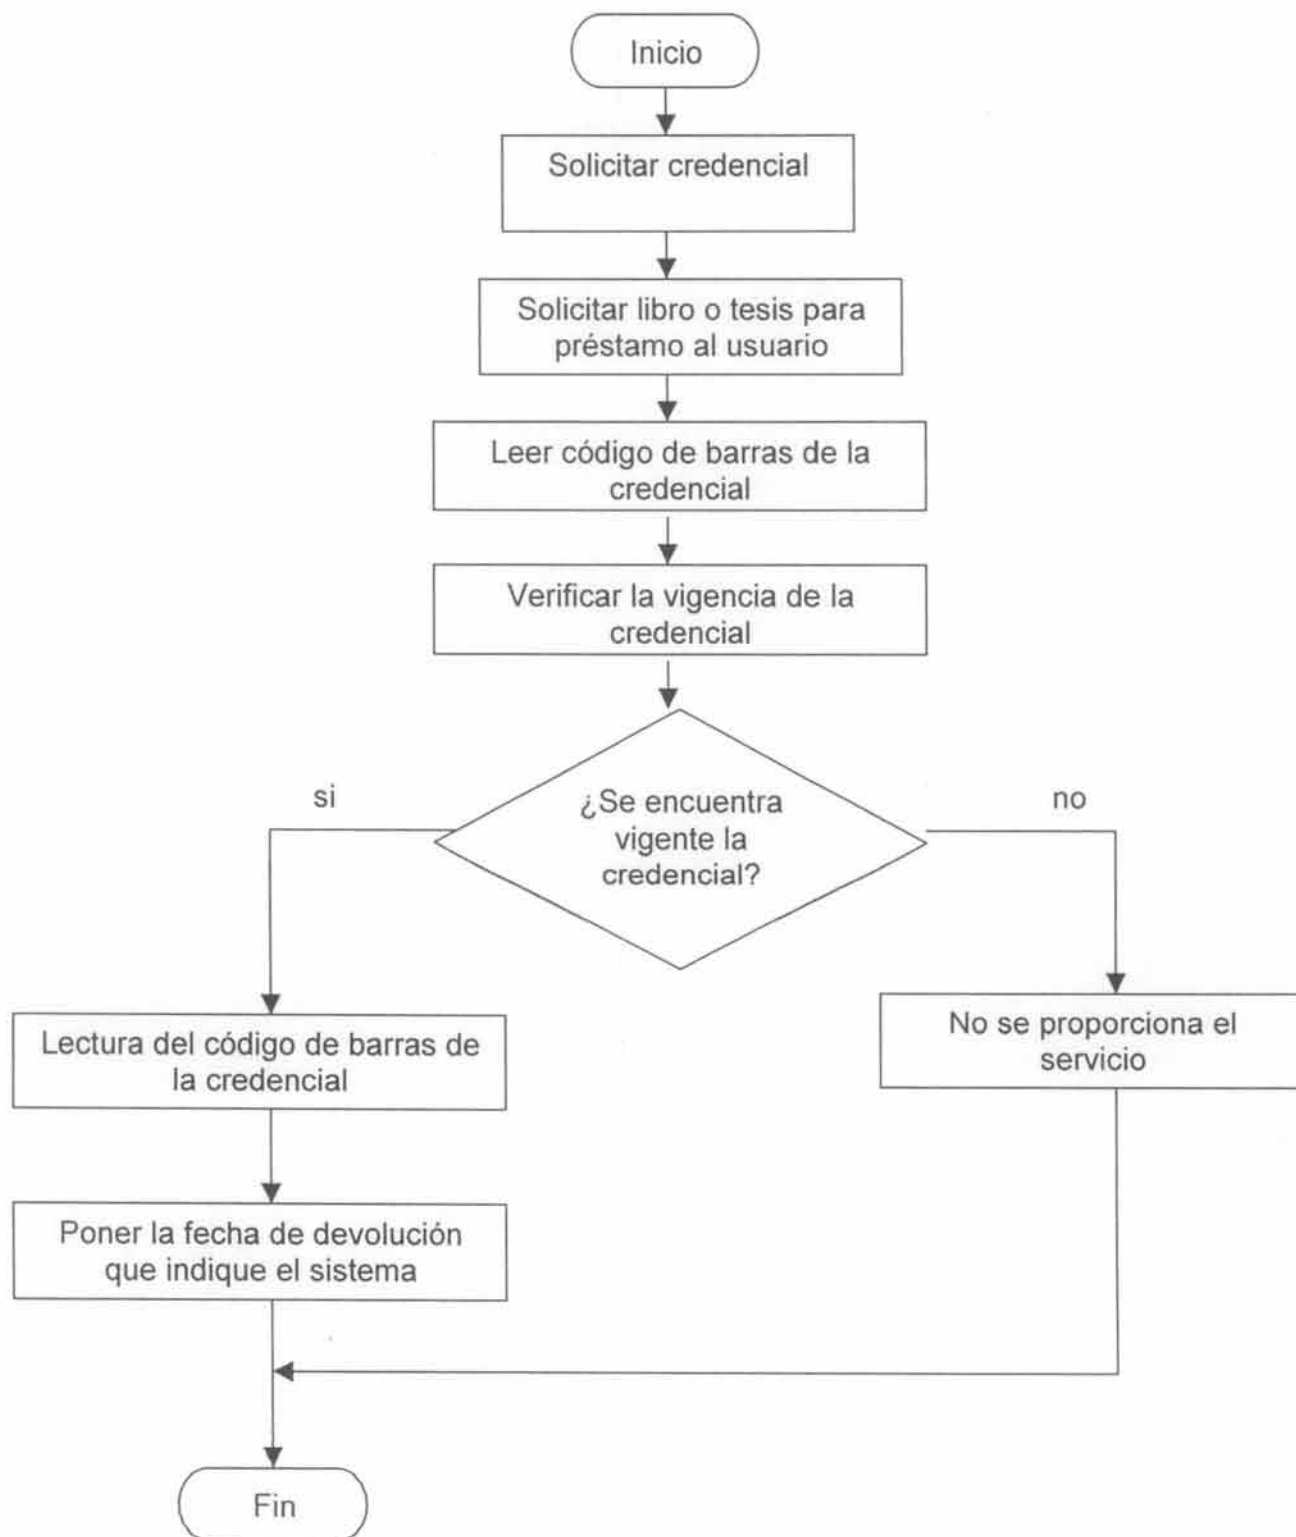 Inicio
Solicitar credencial
Solicitar libro o tesis para
préstamo al usuario
Leer código de barras de la
credencial
Verificar la vigencia de la
credencial
si
¿Se encuentra
vigente la
credencial?
no
Lectura del código de barras de
la credencial
No se proporciona el
servicio
Poner la fecha de devolución
que indique el sistema
Fin